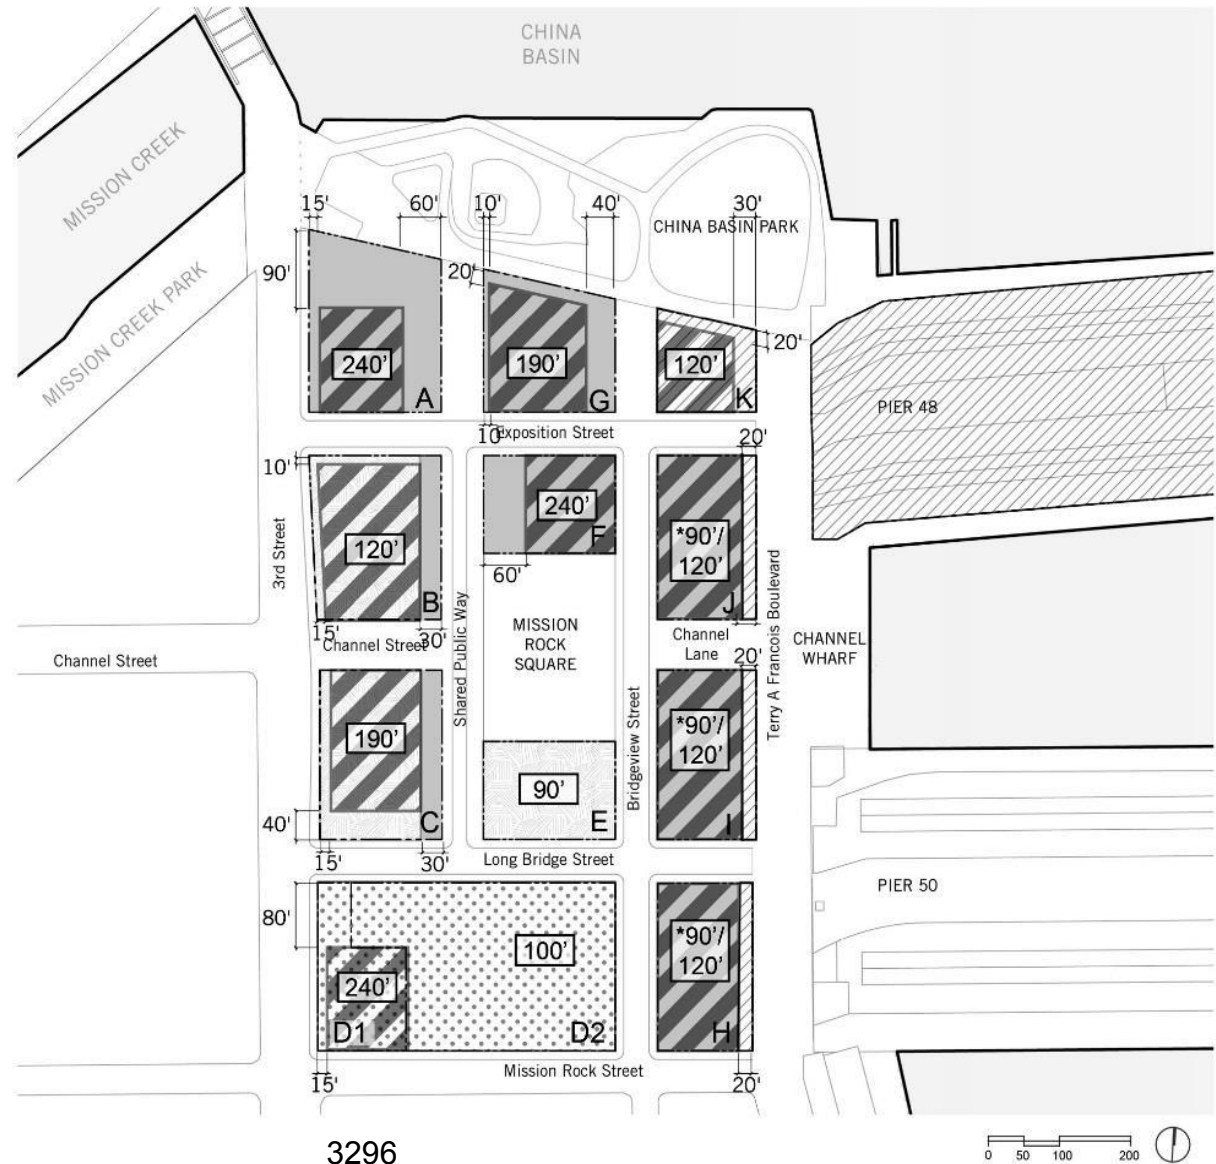 CHINA
BASIN
MISSION CREEK
MISSION CREEK PARK
15'
60'
10'
40'
30'
CHINA BASIN PARK
90'
20'
20'
240'
190'
120'
A
G
K
PIER 48
10'
Exposition Street
20'
10'
3rd Street
120'
240'
*90'/
120'
F
60'
B
J
15'
30'
Channel Street
Channel Street
Shared Public Way
MISSION
ROCK
SQUARE
Channel
Lane
20'
Terry A Francois Boulevard
CHANNEL
WHARF
190'
*90'/
120'
Bridgeview Street
90'
40'
C
E
I
15'
30'
Long Bridge Street
80'
PIER 50
*90'/
120'
100'
240'
D1
D2
H
15'
Mission Rock Street
20'
3296
0 50 100 200